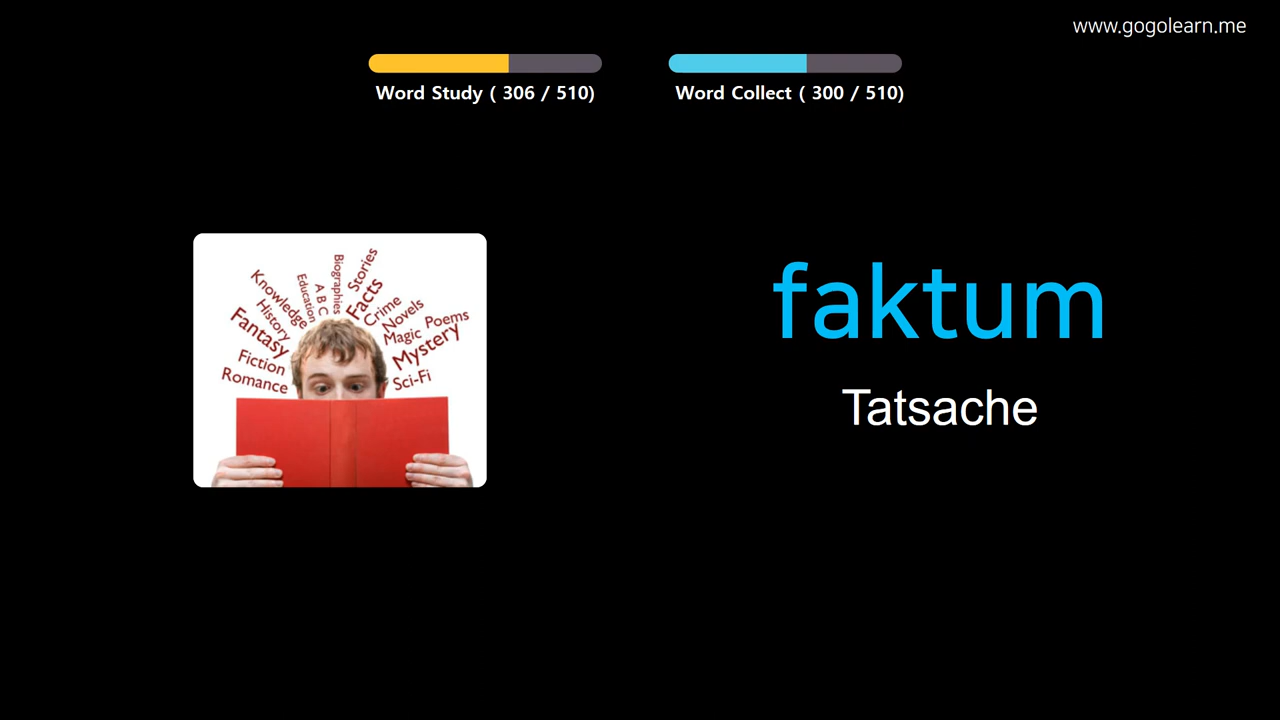 www.gogolearn.me
Word Study ( 306 / 510)
Word Collect ( 300 / 510)
Stories
Biographies
Facts
A B C
Education
Knowledge
Crime
History
Novels
Fantasy
Magic
Poems
Mystery
Fiction
Romance
Sci-Fi
faktum
Tatsache